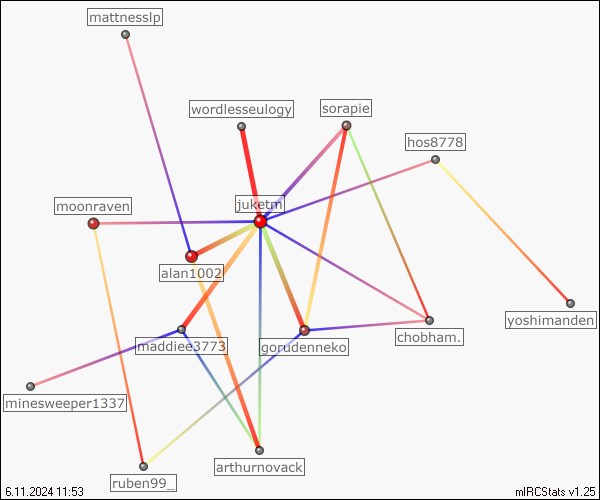 mattnesslp
wordlesseulogy
sorapie
hos8778
moonraven
juketm
alan1002
yoshimanden
maddiee3773
gorudenneko
chobham.
minesweeper1337
arthurnovack
ruben99_
6.11.2024 11:53
mIRCStats v1.25